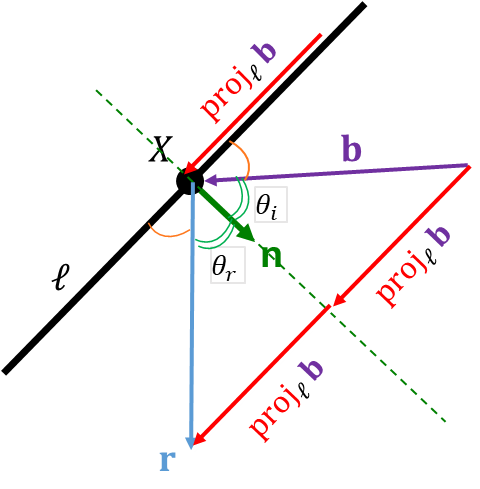 proj_ℓ b
X
b
θ_i
n
proj_ℓ b
ℓ
θ_r
proj_ℓ b
r